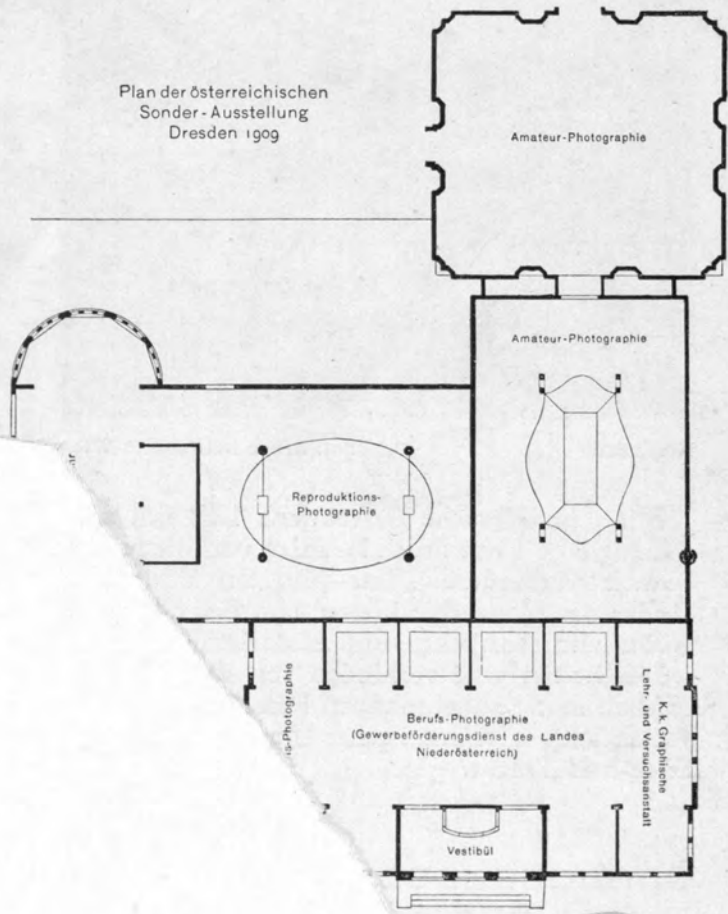 Plan der österreichischen
Sonder-Ausstellung
Dresden 1909
Amateur-Photographie
Amateur-Photographie
Reproduktions-
Photographie
s-Photographie
Berufs-Photographie
(Gewerbeförderungsdienst des Landes
Niederösterreich)
K. k. Graphische
Lehr- und Versuchsanstalt
Vestibül